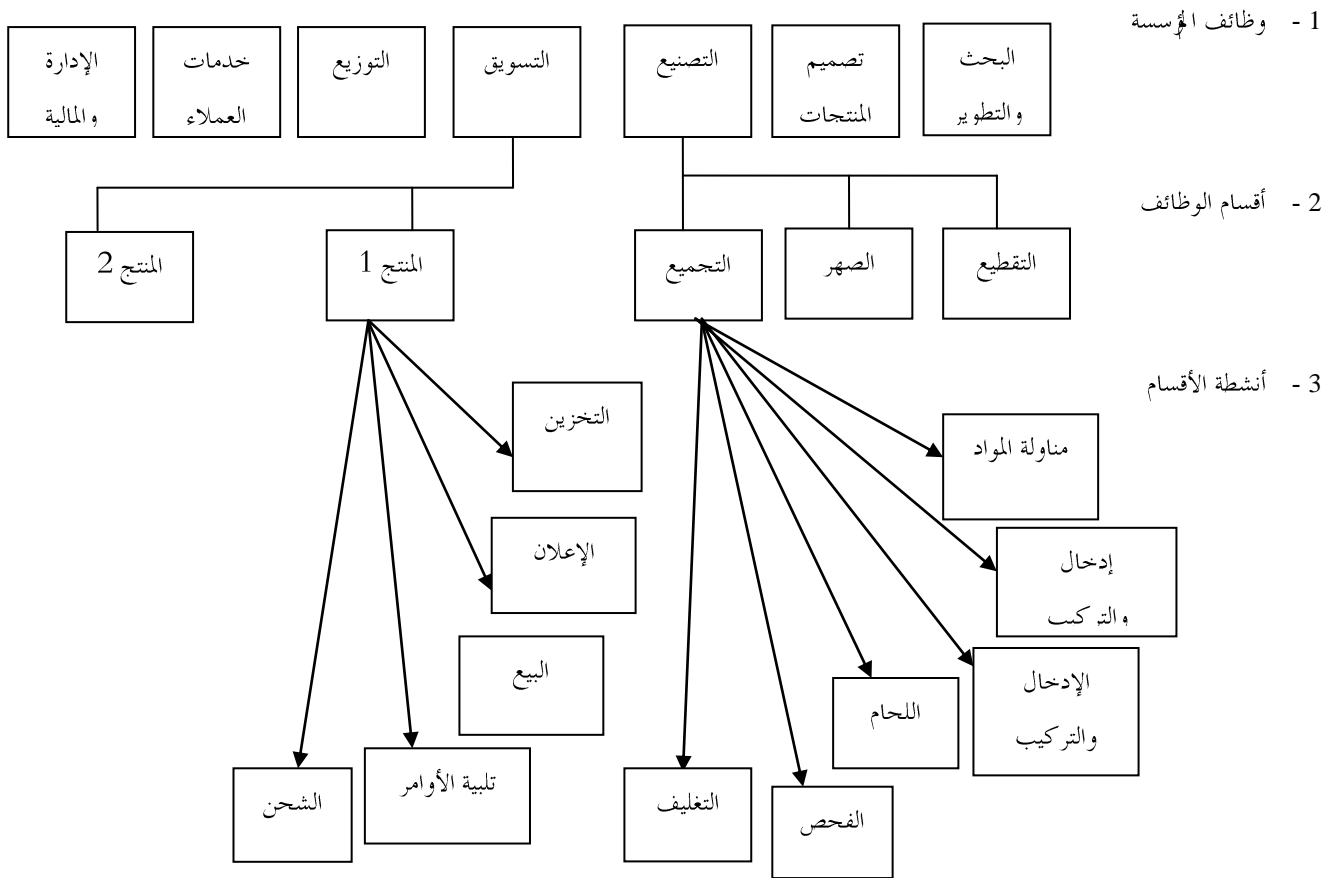 1 - وظائف المؤسسة
البحث
والتطوير
تصميم
المنتجات
التصنيع
التسويق
التوزيع
خدمات
العملاء
الإدارة
والمالية
2 - أقسام الوظائف
التقطيع
الصهر
التجميع
المنتج 1
المنتج 2
3 - أنشطة الأقسام
مناولة المواد
إدخال
والتركيب
الإدخال
والتركيب
اللحام
الفحص
التغليف
التخزين
الإعلان
البيع
تلبية الأوامر
الشحن